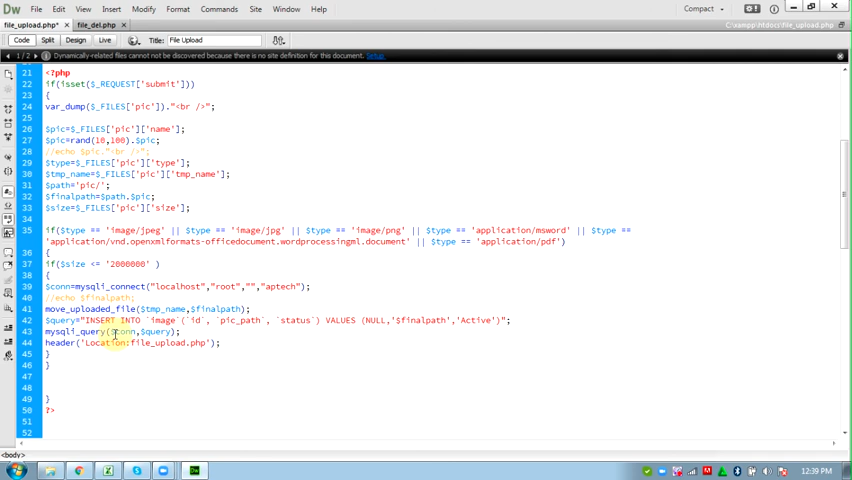 Dw File Edit View Insert Modify Format Commands Site Window Help Compact
file_upload.php* × file_del.php × C:\xampp\htdocs\file_upload.php
Code Split Design Live Title: File Upload
1 / 2 Dynamically-related files cannot not be discovered because there is no site definition for this document. Setup
21 <?php
22 if(isset($_REQUEST['submit']))
23 {
24 var_dump($_FILES['pic'])."<br />";
25
26 $pic=$_FILES['pic']['name'];
27 $pic=rand(10,100).$pic;
28 //echo $pic."<br />";
29 $type=$_FILES['pic']['type'];
30 $tmp_name=$_FILES['pic']['tmp_name'];
31 $path='pic/';
32 $finalpath=$path.$pic;
33 $size=$_FILES['pic']['size'];
34
35 if($type == 'image/jpeg' || $type == 'image/jpg' || $type == 'image/png' || $type == 'application/msword' || $type ==
'application/vnd.openxmlformats-officedocument.wordprocessingml.document' || $type == 'application/pdf')
36 {
37 if($size <= '2000000' )
38 {
39 $conn=mysqli_connect("localhost","root","","aptech");
40 //echo $finalpath;
41 move_uploaded_file($tmp_name,$finalpath);
42 $query="INSERT INTO `image`(`id`, `pic_path`, `status`) VALUES (NULL,'$finalpath','Active')";
43 mysqli_query($conn,$query);
44 header('Location:file_upload.php');
45 }
46 }
47
48
49 }
50 ?>
51
52
<body>
Dw 12:39 PM